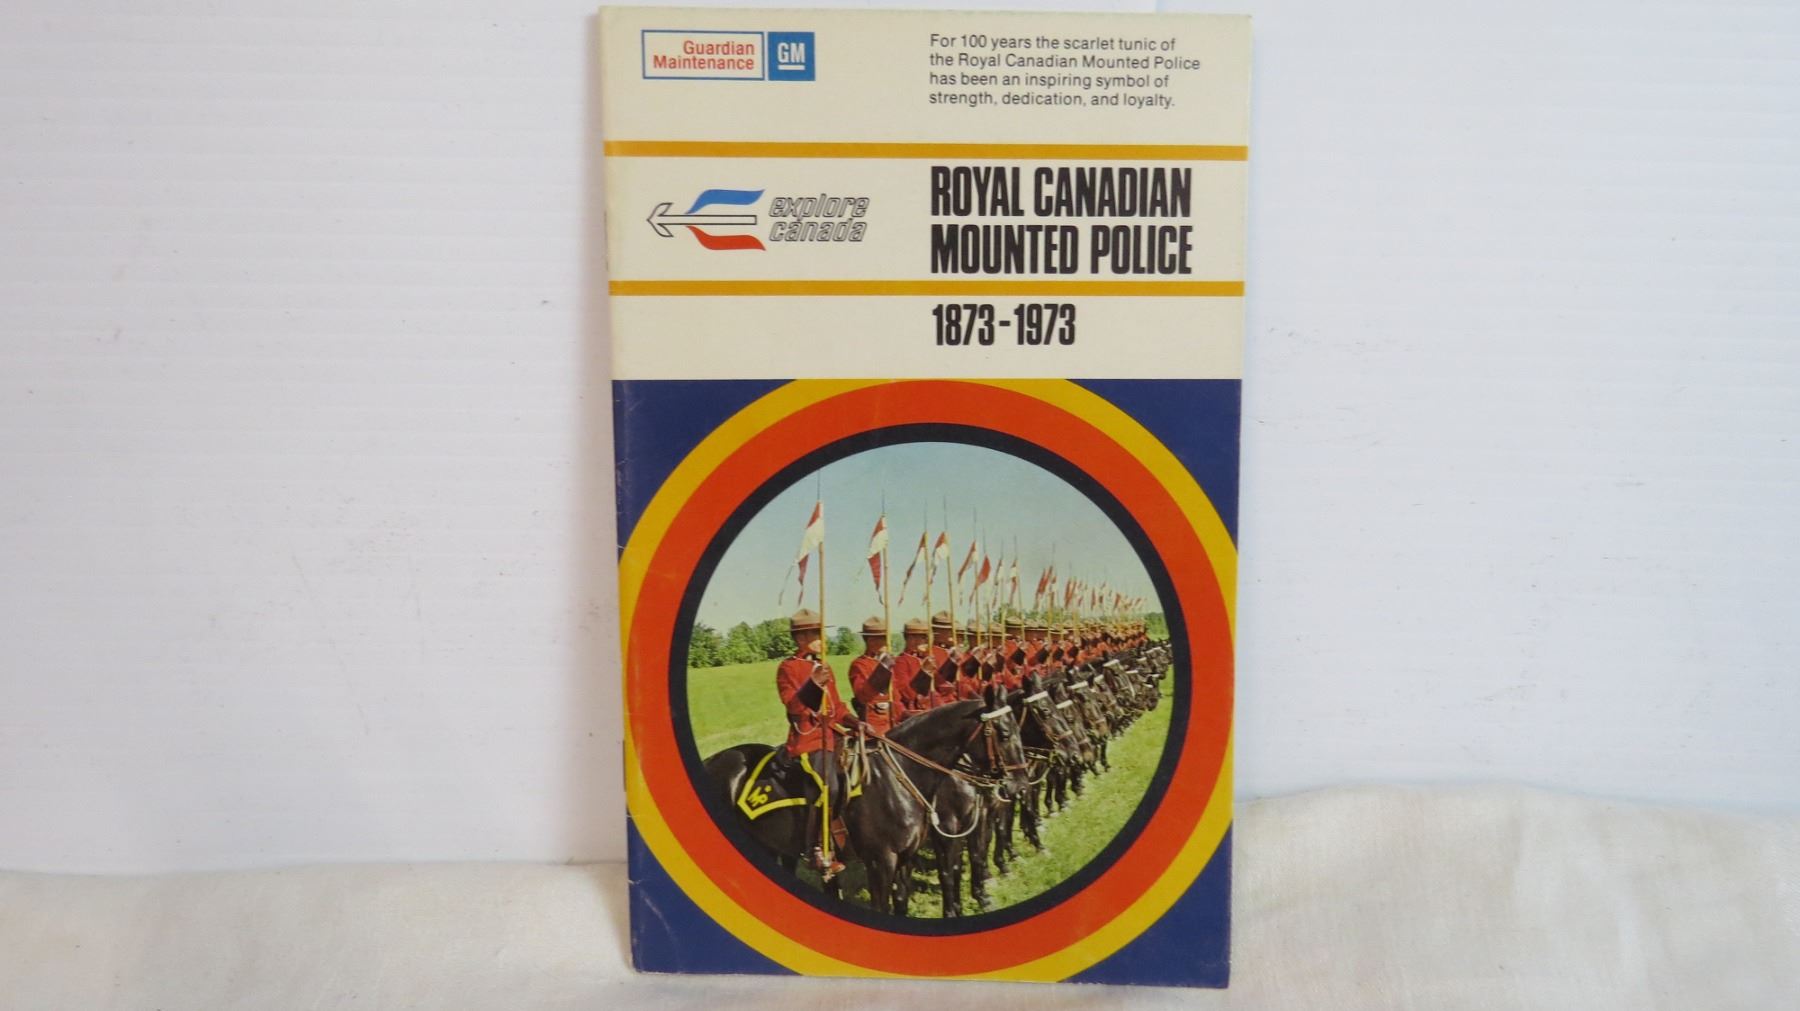 Guardian
Maintenance
GM
For 100 years the scarlet tunic of
the Royal Canadian Mounted Police
has been an inspiring symbol of
strength, dedication, and loyalty.
explore
canada
ROYAL CANADIAN
MOUNTED POLICE
1873-1973
MP